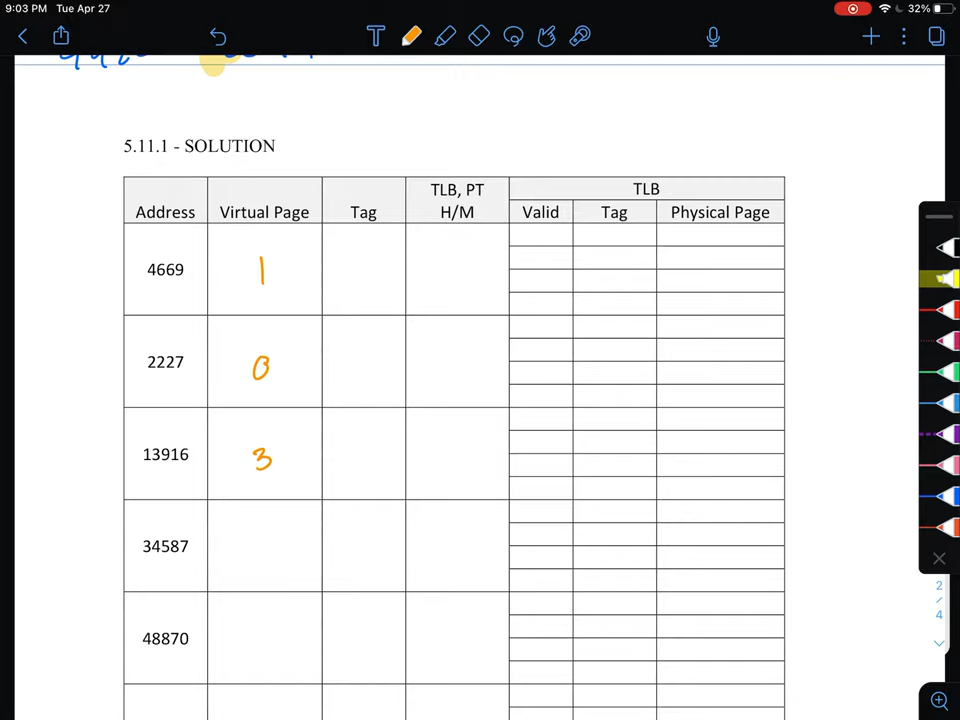 9:03 PM Tue Apr 27
32%
5.11.1 - SOLUTION
TLB, PT
TLB
Address Virtual Page Tag H/M Valid Tag Physical Page
4669 1
2227 0
13916 3
34587
48870
2
/
4